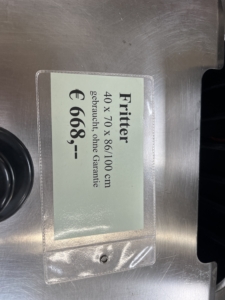 Fritter
40 x 70 x 86/100 cm
gebraucht, ohne Garantie
€ 668,--